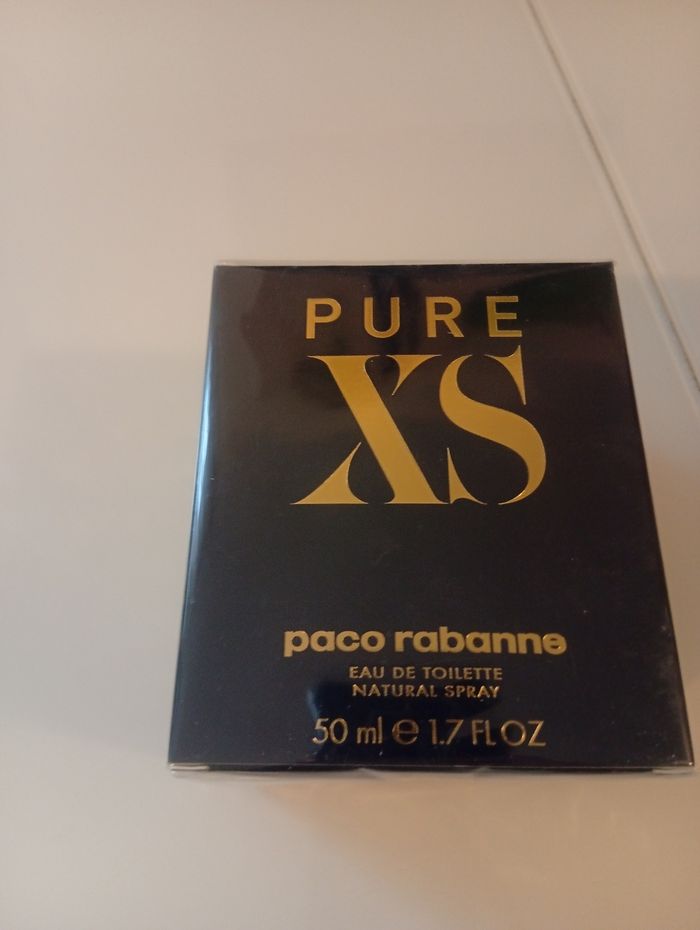 PURE
XS
paco rabanne
EAU DE TOILETTE
NATURAL SPRAY
50 ml ℮ 1.7 FL OZ